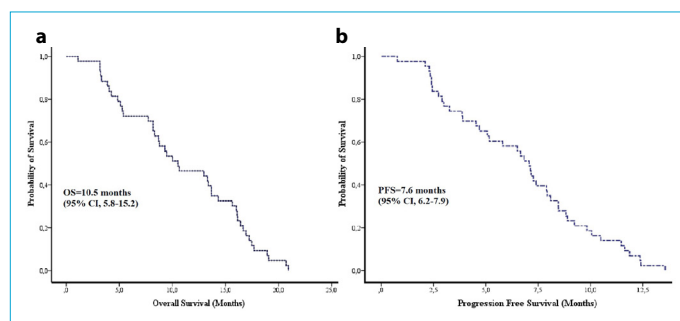 a
b
1,0
0,8
0,6
0,4
0,2
0,0
Probability of Survival
OS=10.5 months
(95% CI, 5.8-15.2)
,0
5,0
10,0
15,0
20,0
25,0
Overall Survival (Months)
1,0
0,8
0,6
0,4
0,2
0,0
Probability of Survival
PFS=7.6 months
(95% CI, 6.2-7.9)
,0
2,5
5,0
7,5
10,0
12,5
Progression Free Survival (Months)